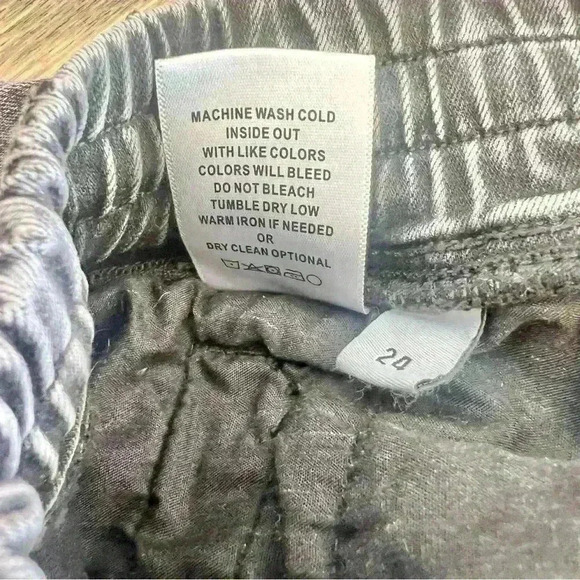 MACHINE WASH COLD
INSIDE OUT
WITH LIKE COLORS
COLORS WILL BLEED
DO NOT BLEACH
TUMBLE DRY LOW
WARM IRON IF NEEDED
OR
DRY CLEAN OPTIONAL
24